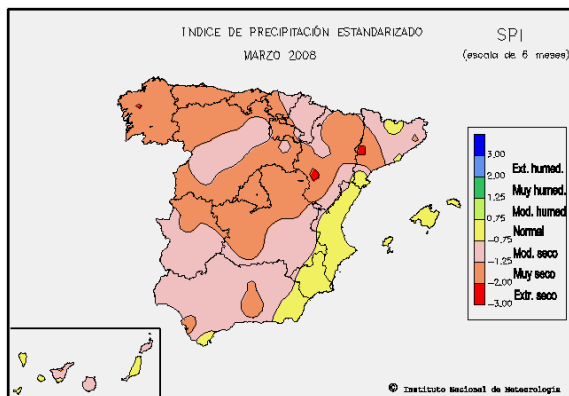 INDICE DE PRECIPITACIÓN ESTANDARIZADO
SPI
MARZO 2008
(escala de 6 meses)
3,00
Ext. humed.
2,00
Muy humed.
1,25
Mod. humed
0,75
Normal
-0,75
Mod. seco
-1,25
Muy seco
-2,00
Extr. seco
-3,00
© Instituto Nacional de Meteorología